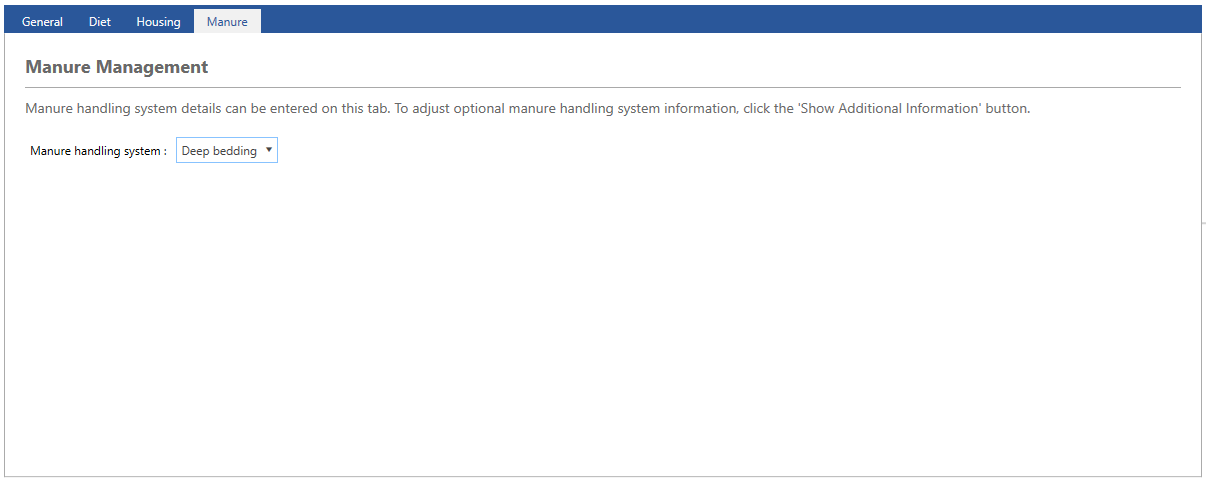 General Diet Housing Manure
Manure Management
Manure handling system details can be entered on this tab. To adjust optional manure handling system information, click the 'Show Additional Information' button.
Manure handling system : Deep bedding